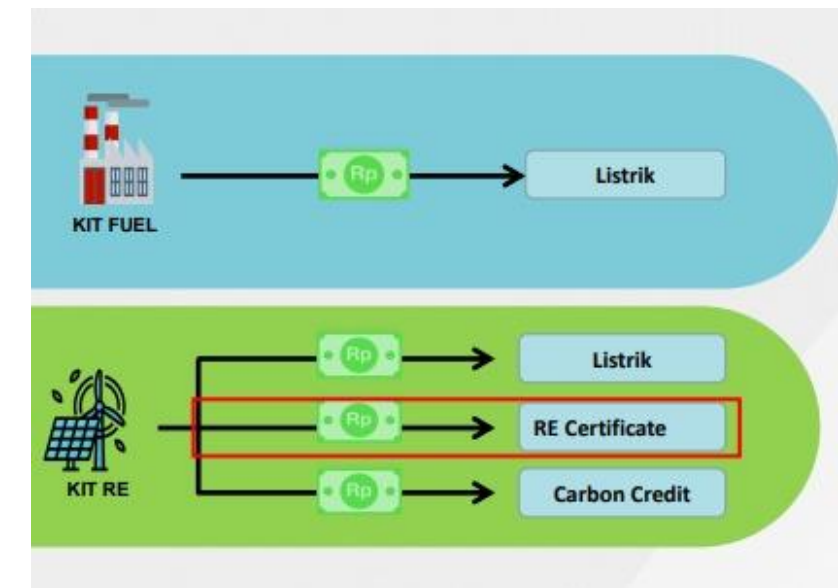 Rp
Listrik
KIT FUEL
Rp
Listrik
Rp
RE Certificate
KIT RE
Rp
Carbon Credit